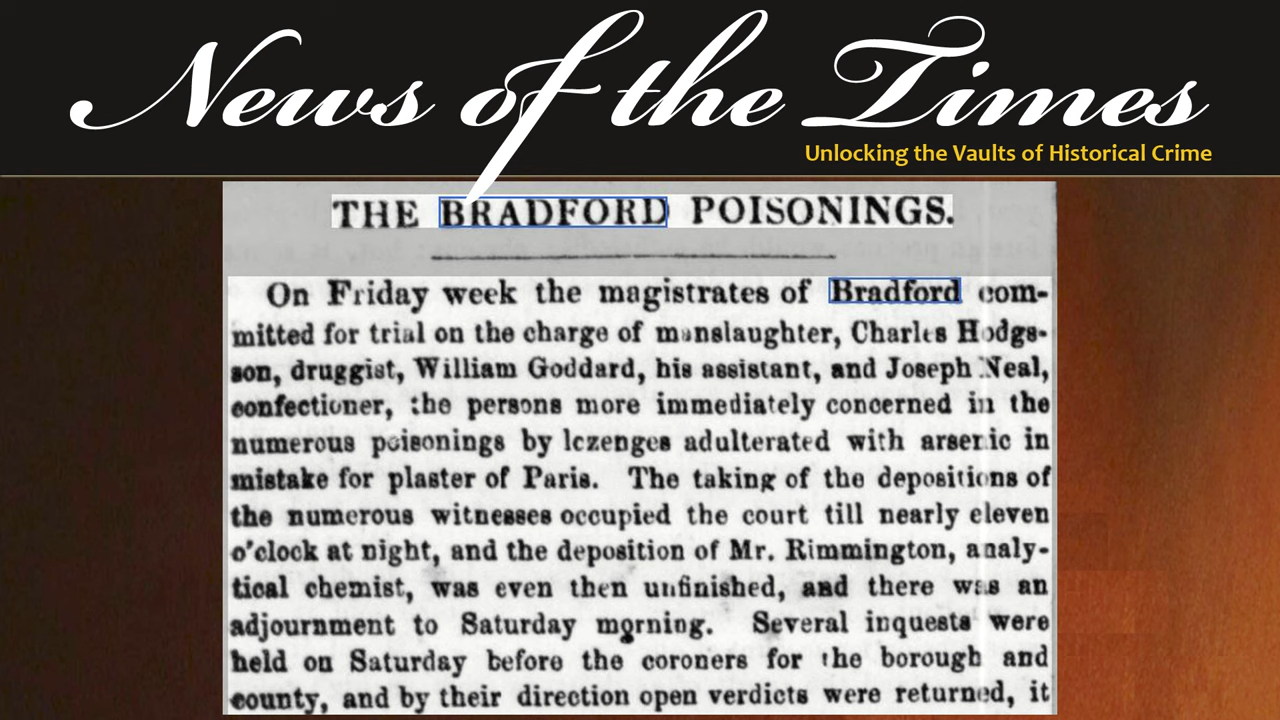 News of the Times
Unlocking the Vaults of Historical Crime
THE BRADFORD POISONINGS.
On Friday week the magistrates of Bradford com-
mitted for trial on the charge of manslaughter, Charles Hodgs-
son, druggist, William Goddard, his assistant, and Joseph Neal,
confectioner, the persons more immediately concerned in the
numerous poisonings by lozenges adulterated with arsenic in
mistake for plaster of Paris. The taking of the depositions of
the numerous witnesses occupied the court till nearly eleven
o'clock at night, and the deposition of Mr. Rimmington, analy-
tical chemist, was even then unfinished, and there was an
adjournment to Saturday morning. Several inquests were
held on Saturday before the coroners for the borough and
county, and by their direction open verdicts were returned, it